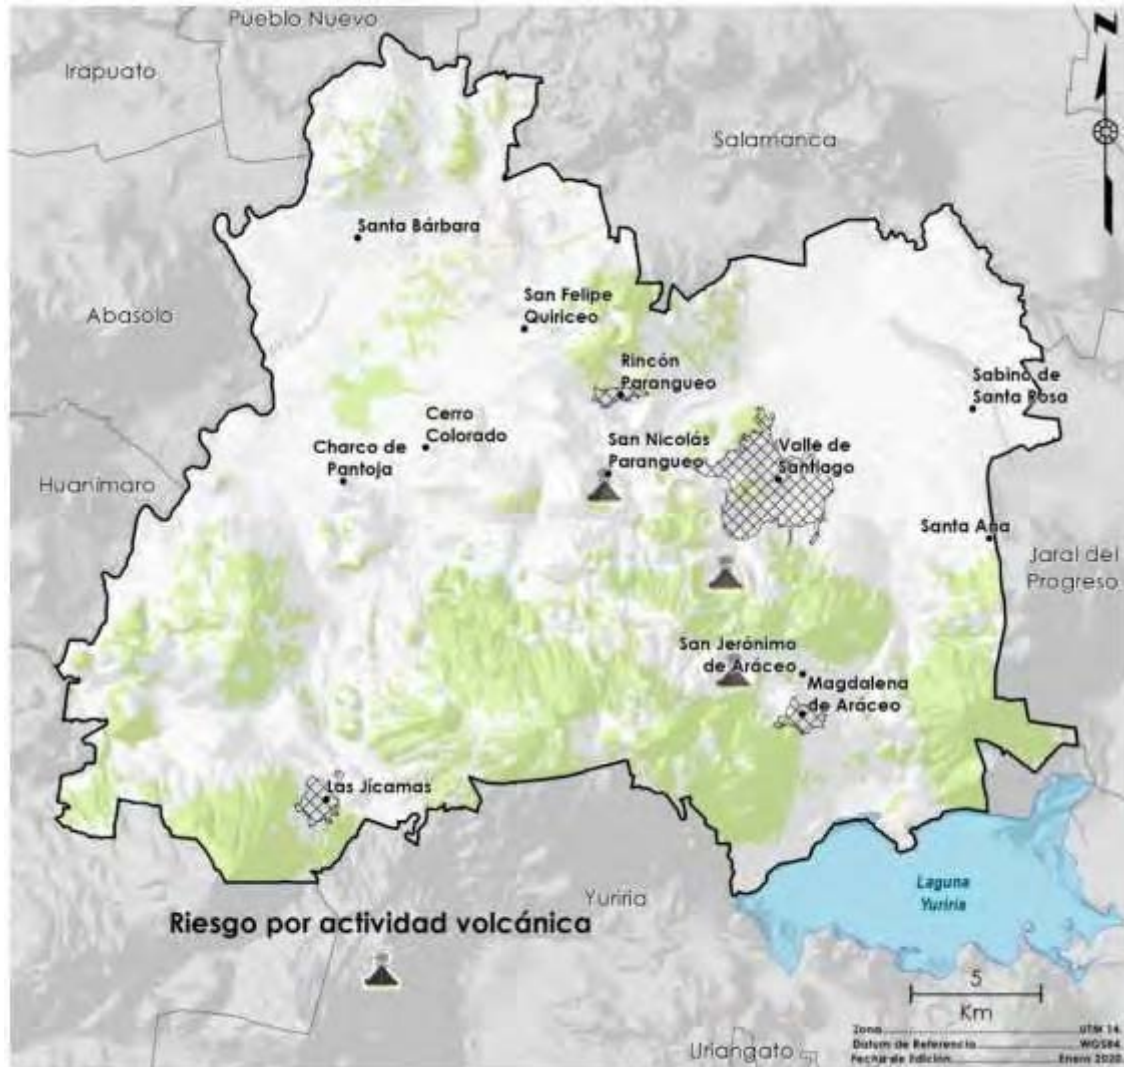 Pueblo Nuevo
Irapuato
Salamanca
Santa Bárbara
Abasolo
San Felipe
Quiriceo
Rincón
Parangueo
Sabino de
Santa Rosa
Cerro
Colorado
Charco de
Pantoja
San Nicolás
Parangueo
Valle de
Santiago
Huanímaro
Santa Ana
Jaral del
Progreso
San Jerónimo
de Aráceo
Magdalena
de Aráceo
Las Jícamas
Laguna
Yuriria
Yuriria
Riesgo por actividad volcánica
5
Km
Uriangato
Zona UTM 14
Datum de Referencia WGS84
Fecha de Edición Enero 2020
N